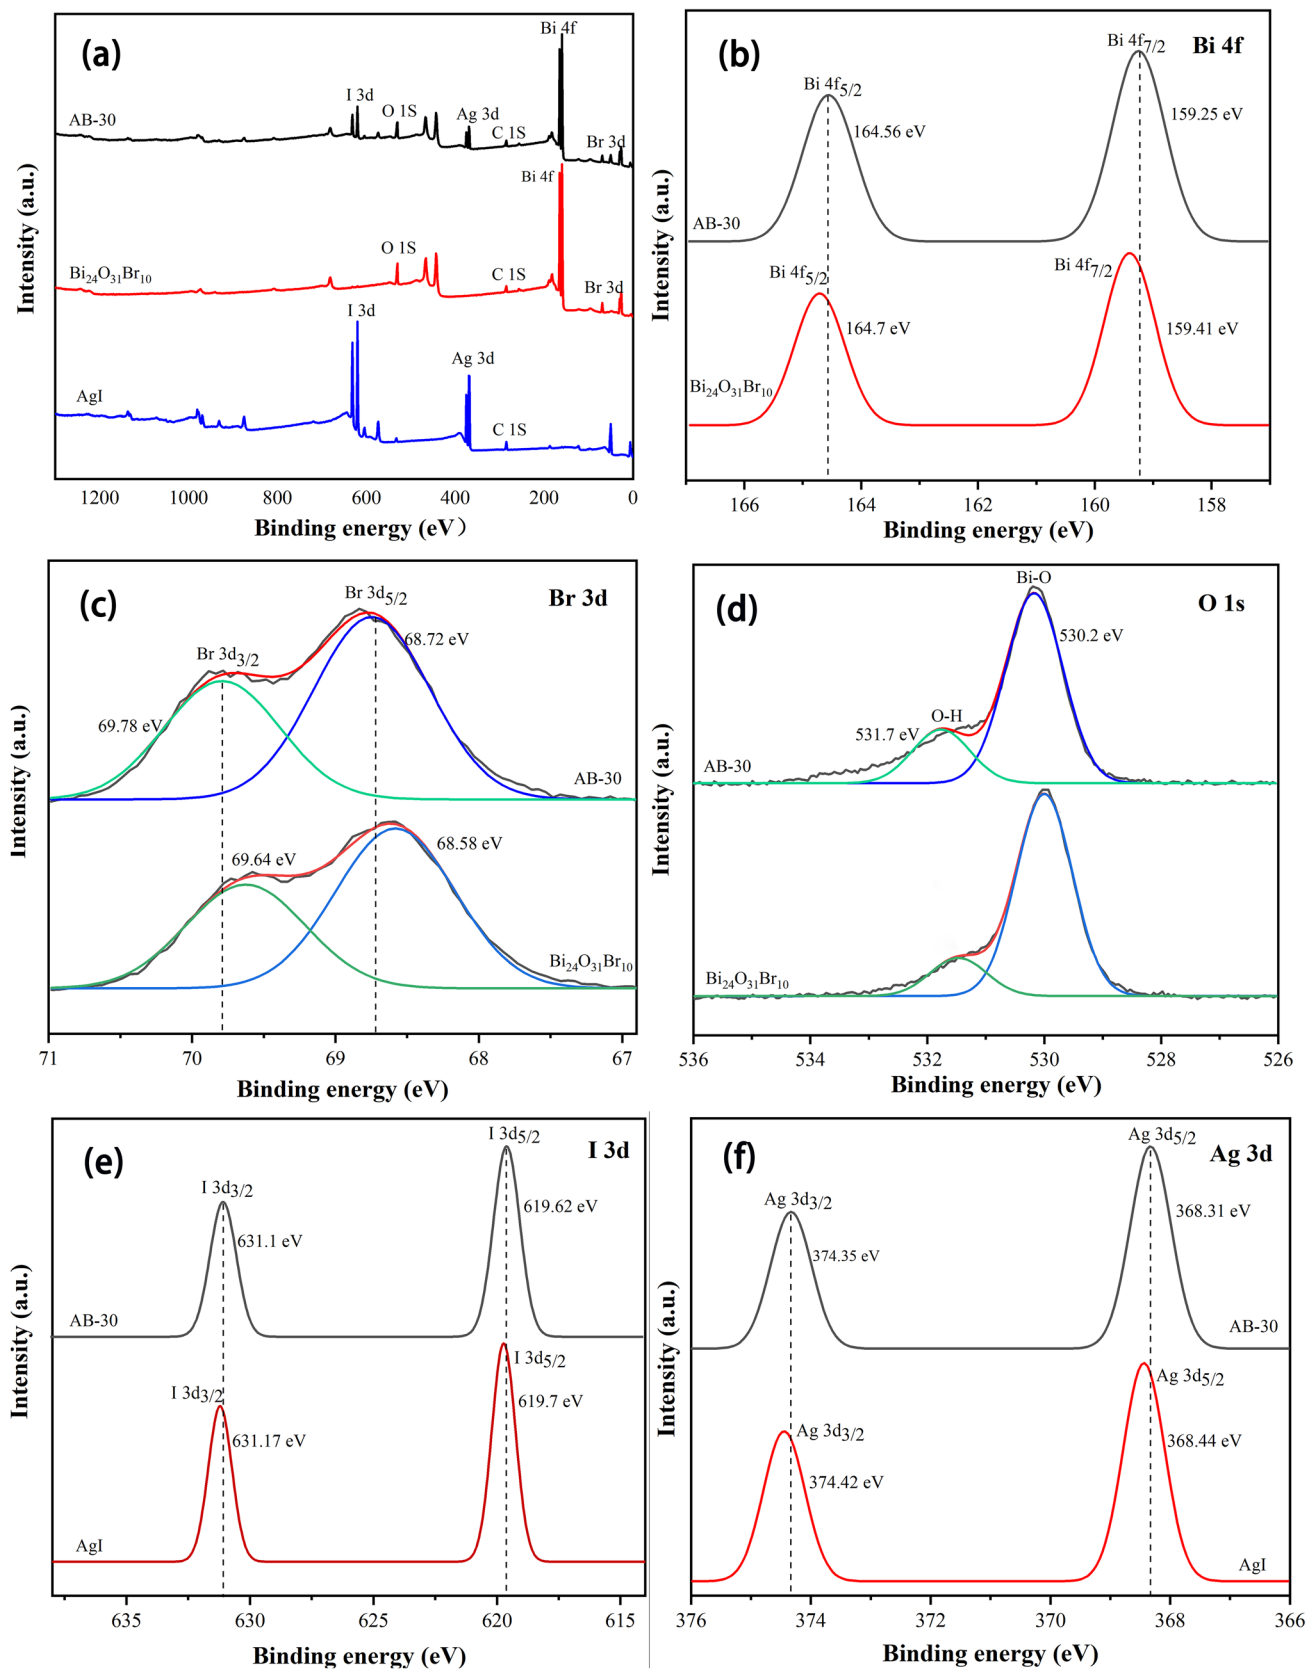 (a)
Bi 4f
I 3d
O 1S
Ag 3d
C 1S
Br 3d
AB-30
Bi 4f
O 1S
C 1S
Br 3d
Bi24O31Br10
I 3d
Ag 3d
C 1S
AgI
Intensity (a.u.)
1200 1000 800 600 400 200 0
Binding energy (eV）
(b)
Bi 4f
Bi 4f5/2
Bi 4f7/2
164.56 eV
159.25 eV
AB-30
Bi 4f5/2
Bi 4f7/2
164.7 eV
159.41 eV
Bi24O31Br10
Intensity (a.u.)
166 164 162 160 158
Binding energy (eV)
(c)
Br 3d
Br 3d5/2
Br 3d3/2
68.72 eV
69.78 eV
AB-30
69.64 eV
68.58 eV
Bi24O31Br10
Intensity (a.u.)
71 70 69 68 67
Binding energy (eV)
(d)
O 1s
Bi-O
530.2 eV
O-H
531.7 eV
AB-30
Bi24O31Br10
Intensity (a.u.)
536 534 532 530 528 526
Binding energy (eV)
(e)
I 3d
I 3d5/2
I 3d3/2
619.62 eV
631.1 eV
AB-30
I 3d5/2
I 3d3/2
619.7 eV
631.17 eV
AgI
Intensity (a.u.)
635 630 625 620 615
Binding energy (eV)
(f)
Ag 3d
Ag 3d5/2
Ag 3d3/2
368.31 eV
374.35 eV
AB-30
Ag 3d5/2
Ag 3d3/2
368.44 eV
374.42 eV
AgI
Intensity (a.u.)
376 374 372 370 368 366
Binding energy (eV)